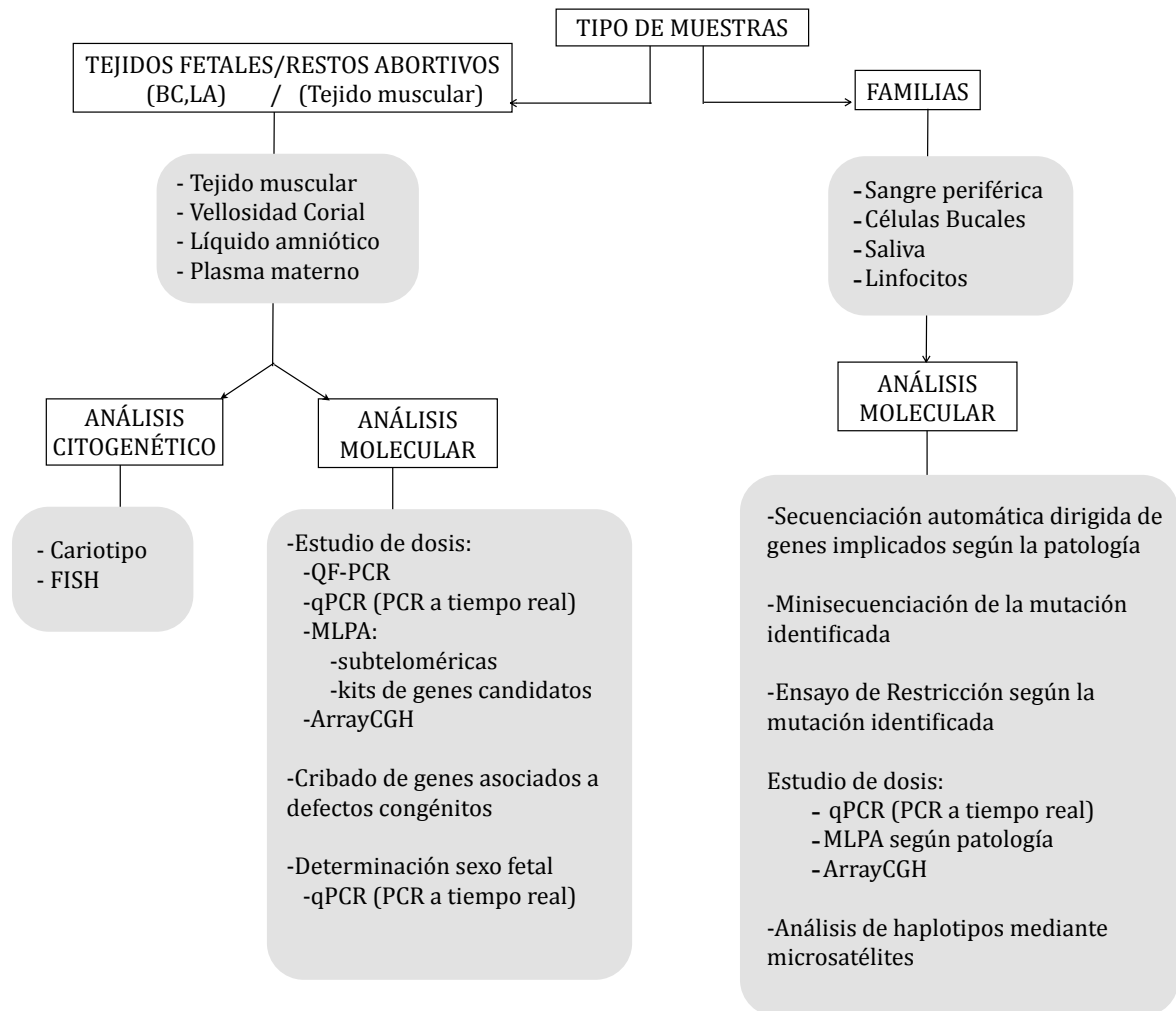 TIPO DE MUESTRAS
TEJIDOS FETALES/RESTOS ABORTIVOS
(BC,LA) / (Tejido muscular)
- Tejido muscular
- Vellosidad Corial
- Líquido amniótico
- Plasma materno
ANÁLISIS
CITOGENÉTICO
- Cariotipo
- FISH
ANÁLISIS
MOLECULAR
-Estudio de dosis:
-QF-PCR
-qPCR (PCR a tiempo real)
-MLPA:
-subteloméricas
-kits de genes candidatos
-ArrayCGH
-Cribado de genes asociados a
defectos congénitos
-Determinación sexo fetal
-qPCR (PCR a tiempo real)
FAMILIAS
-Sangre periférica
-Células Bucales
-Saliva
-Linfocitos
ANÁLISIS
MOLECULAR
-Secuenciación automática dirigida de
genes implicados según la patología
-Minisecuenciación de la mutación
identificada
-Ensayo de Restricción según la
mutación identificada
Estudio de dosis:
- qPCR (PCR a tiempo real)
-MLPA según patología
-ArrayCGH
-Análisis de haplotipos mediante
microsatélites